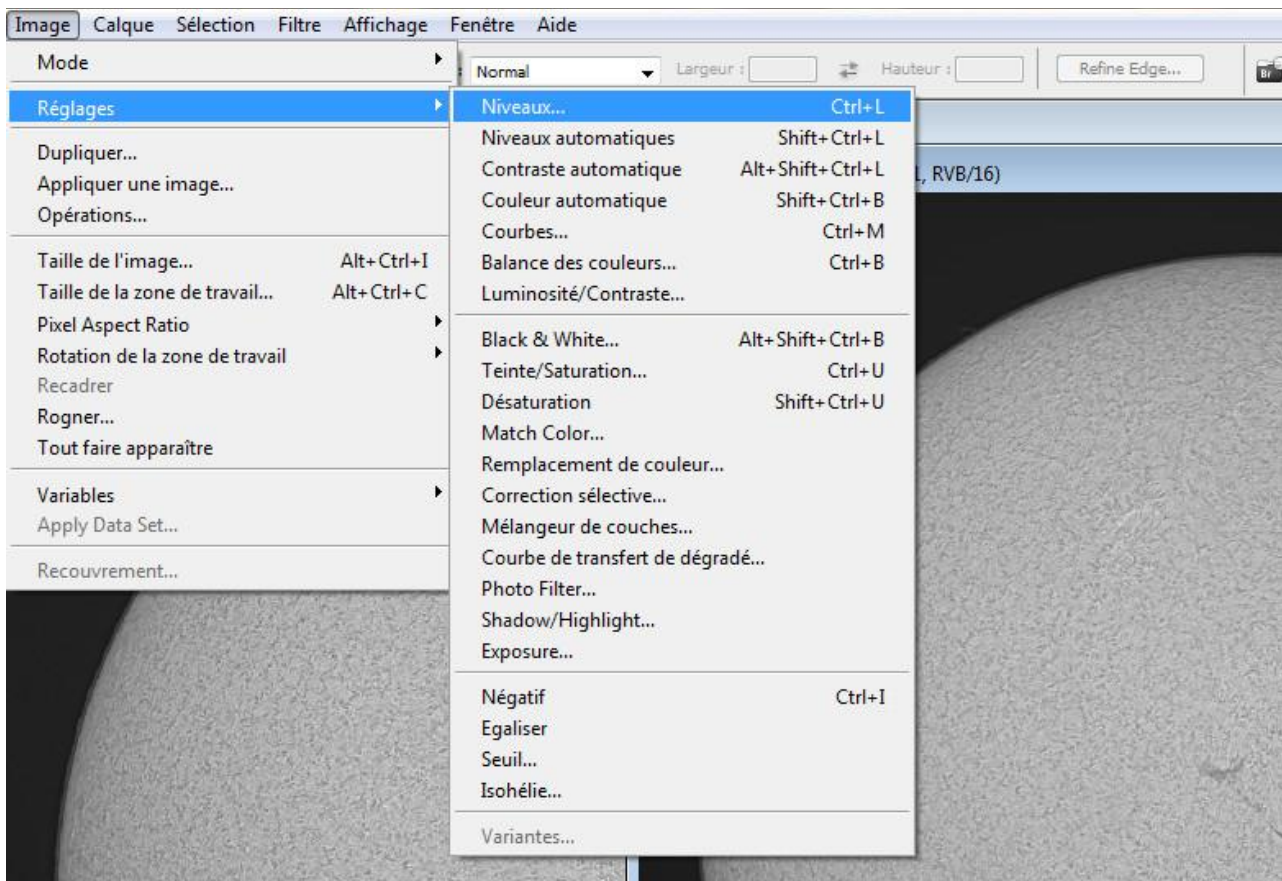 Image Calque Sélection Filtre Affichage Fenêtre Aide
Normal Largeur : Hauteur : Refine Edge... Br
Mode
Réglages
Dupliquer...
Appliquer une image...
Opérations...
Taille de l'image... Alt+Ctrl+I
Taille de la zone de travail... Alt+Ctrl+C
Pixel Aspect Ratio
Rotation de la zone de travail
Recadrer
Rogner...
Tout faire apparaître
Variables
Apply Data Set...
Recouvrement...
Niveaux... Ctrl+L
Niveaux automatiques Shift+Ctrl+L
Contraste automatique Alt+Shift+Ctrl+L
Couleur automatique Shift+Ctrl+B
Courbes... Ctrl+M
Balance des couleurs... Ctrl+B
Luminosité/Contraste...
Black & White... Alt+Shift+Ctrl+B
Teinte/Saturation... Ctrl+U
Désaturation Shift+Ctrl+U
Match Color...
Remplacement de couleur...
Correction sélective...
Mélangeur de couches...
Courbe de transfert de dégradé...
Photo Filter...
Shadow/Highlight...
Exposure...
Négatif Ctrl+I
Egaliser
Seuil...
Isohélie...
Variantes...
1, RVB/16)